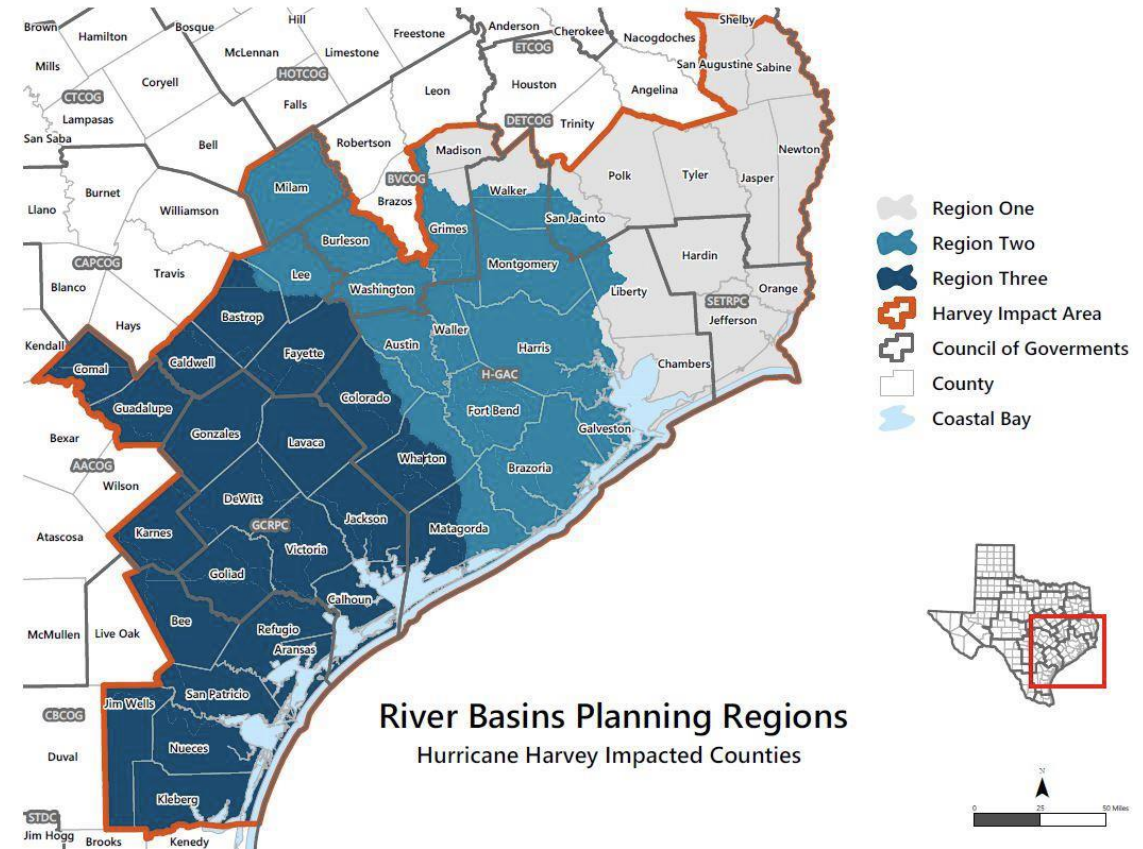 Brown
Hamilton
Bosque
Hill
Freestone
Anderson
Cherokee
Nacogdoches
Shelby
McLennan
Limestone
ETCOG
San Augustine
Sabine
Mills
Coryell
HOTCOG
Leon
Houston
Angelina
CTCOG
Lampasas
Falls
DETCOG
Trinity
San Saba
Bell
Robertson
Madison
Newton
Burnet
Milam
BVCOG
Walker
Polk
Tyler
Jasper
Llano
Williamson
Brazos
Grimes
San Jacinto
Burleson
Montgomery
Hardin
CAPCOG
Travis
Lee
Washington
Liberty
Orange
Blanco
SETRPC
Jefferson
Hays
Bastrop
Waller
Kendall
Comal
Caldwell
Fayette
Austin
Harris
Chambers
Guadalupe
Colorado
H-GAC
Fort Bend
Galveston
Bexar
Gonzales
Lavaca
AACOG
Wilson
Wharton
Brazoria
DeWitt
Atascosa
Karnes
GCRPC
Jackson
Matagorda
Victoria
Goliad
Calhoun
McMullen
Live Oak
Bee
Refugio
Aransas
San Patricio
CBCOG
Jim Wells
Duval
Nueces
Kleberg
STDC
Jim Hogg
Brooks
Kenedy
Region One
Region Two
Region Three
Harvey Impact Area
Council of Goverments
County
Coastal Bay
River Basins Planning Regions
Hurricane Harvey Impacted Counties
N
0 25 50 Miles